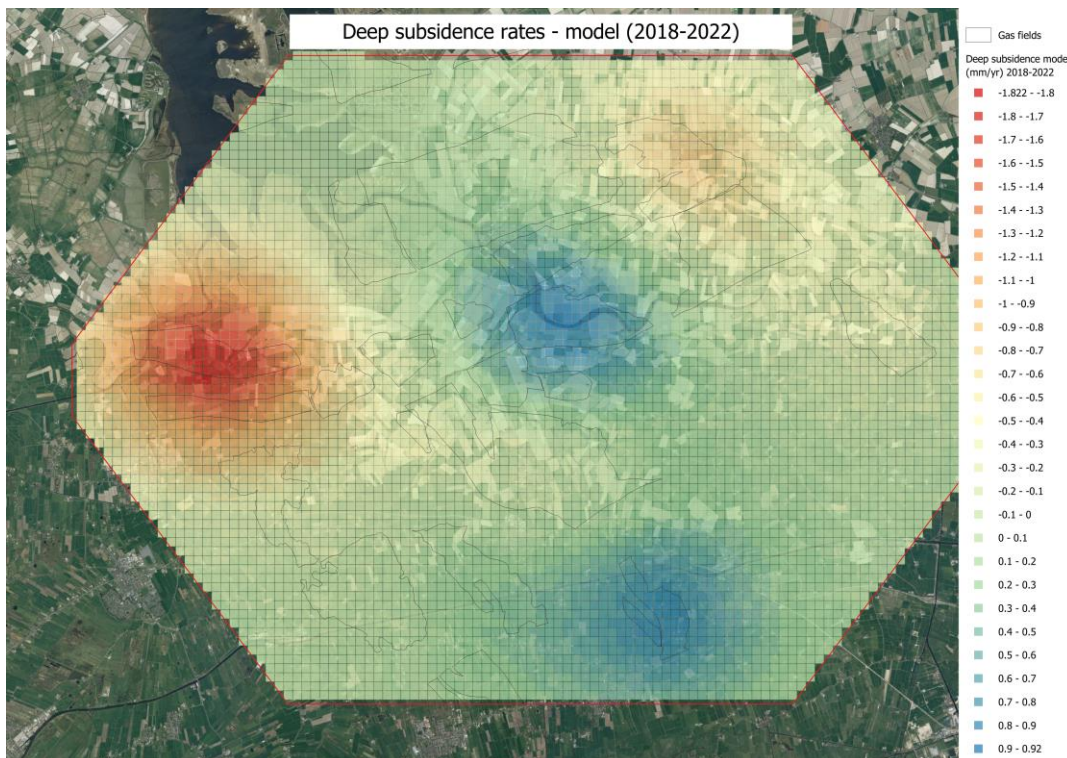 Deep subsidence rates - model (2018-2022)
Gas fields
Deep subsidence mode
(mm/yr) 2018-2022
-1.822 - -1.8
-1.8 - -1.7
-1.7 - -1.6
-1.6 - -1.5
-1.5 - -1.4
-1.4 - -1.3
-1.3 - -1.2
-1.2 - -1.1
-1.1 - -1
-1 - -0.9
-0.9 - -0.8
-0.8 - -0.7
-0.7 - -0.6
-0.6 - -0.5
-0.5 - -0.4
-0.4 - -0.3
-0.3 - -0.2
-0.2 - -0.1
-0.1 - 0
0 - 0.1
0.1 - 0.2
0.2 - 0.3
0.3 - 0.4
0.4 - 0.5
0.5 - 0.6
0.6 - 0.7
0.7 - 0.8
0.8 - 0.9
0.9 - 0.92